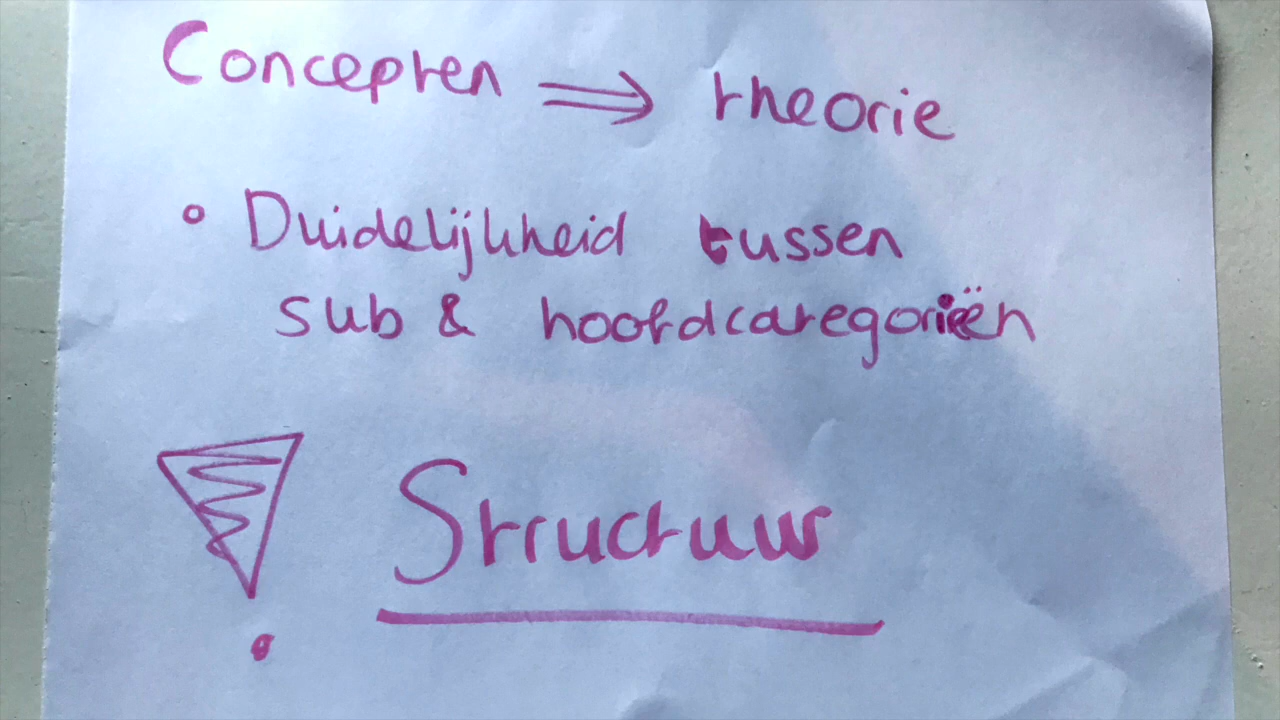 Concepten ⇒ theorie
• Duidelijkheid tussen
sub & hoofdcategorieën
! Structuur